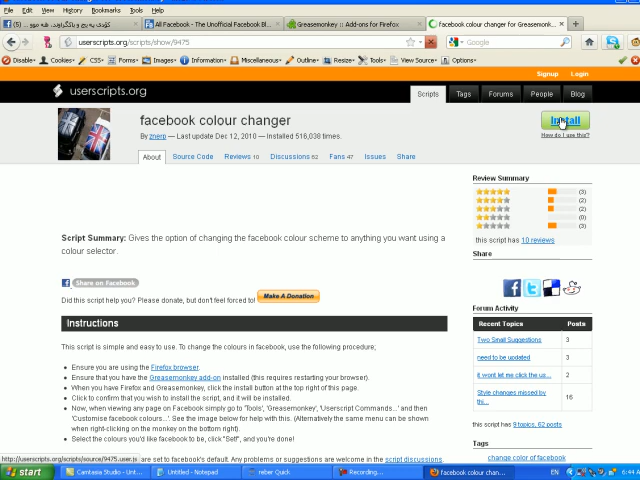 File Edit View History Bookmarks Tools Help
All Facebook - The Unofficial Facebook Bl... Greasemonkey :: Add-ons for Firefox facebook colour changer for Greasemonk...
userscripts.org/scripts/show/9475 Google
Disable Cookies CSS Forms Images Information Miscellaneous Outline Resize Tools View Source Options
Signup Login
userscripts.org Scripts Tags Forums People Blog
facebook colour changer
Install
By znerp — Last update Dec 12, 2010 — Installed 516,038 times.
How do I use this?
About Source Code Reviews 10 Discussions 62 Fans 47 Issues Share
Review Summary
(3)
(2)
(2)
(0)
(3)
this script has 10 reviews
Share
Script Summary: Gives the option of changing the facebook colour scheme to anything you want using a
colour selector.
Share on Facebook
Did this script help you? Please donate, but don't feel forced to! Make A Donation
Forum Activity
Recent Topics Posts
Two Small Suggestions 3
need to be updated 3
it wont let me click the us... 2
Style changes missed by
thi... 16
this script has 9 topics, 62 posts
Tags
change color of facebook
Instructions
This script is simple and easy to use. To change the colours in facebook, use the following procedure;
Ensure you are using the Firefox browser.
Ensure that you have the Greasemonkey add-on installed (this requires restarting your browser).
When you have Firefox and Greasemonkey, click the install button at the top right of this page.
Click to confirm that you wish to install the script, and it will be installed.
Now, when viewing any page on Facebook simply go to 'Tools', 'Greasemonkey', 'Userscript Commands...' and then
'Customise facebook colours...'. See the image below for help with this. (Alternatively the same menu can be shown
when right-clicking on the monkey on the bottom right).
Select the colours you'd like facebook to be, click "Set!", and you're done!
http://userscripts.org/scripts/source/9475.user.js are set to facebook's default. Any problems or suggestions are welcome in the script discussions.
start Camtasia Studio - Unt... Untitled - Notepad reber Quick Recording... facebook colour chan... EN 6:44